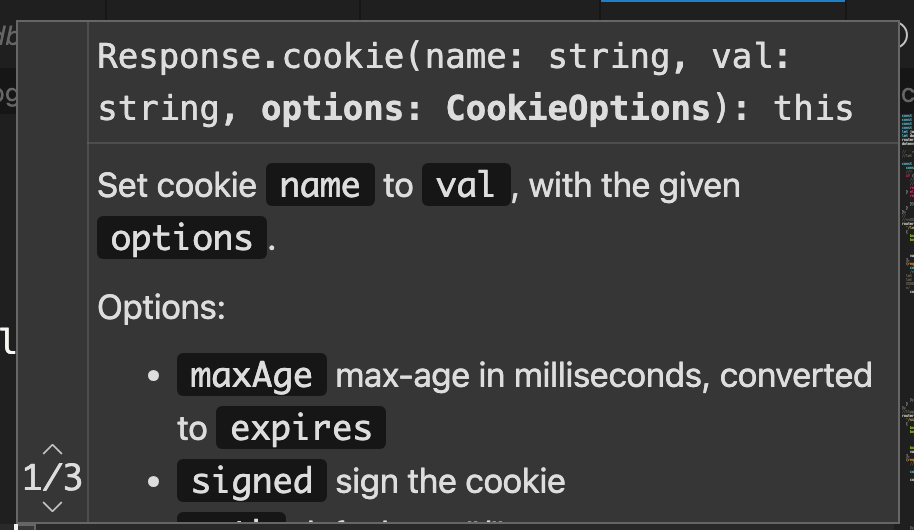 Response.cookie(name: string, val:
string, options: CookieOptions): this
Set cookie name to val, with the given
options.
Options:
• maxAge max-age in milliseconds, converted
to expires
• signed sign the cookie
1/3